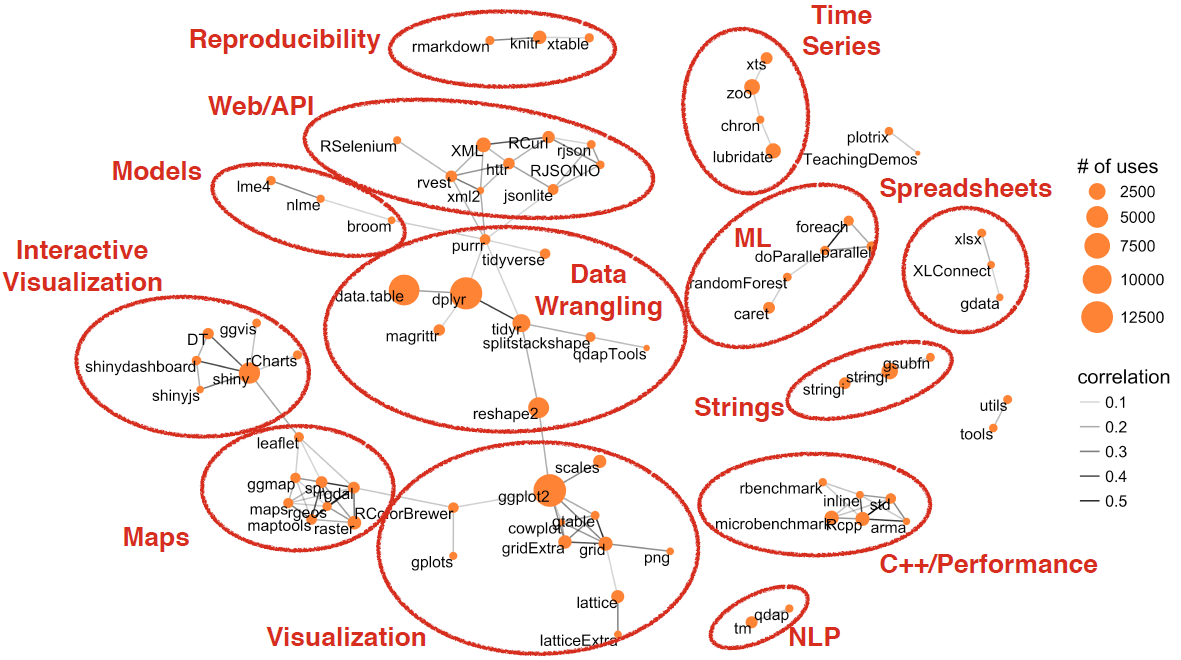 Time
Series
Reproducibility
rmarkdown
knitr
xtable
xts
zoo
chron
lubridate
Web/API
RSelenium
XML
RCurl
rjson
httr
RJSONIO
rvest
xml2
jsonlite
plotrix
TeachingDemos
# of uses
2500
5000
7500
10000
12500
Models
lme4
nlme
broom
Spreadsheets
xlsx
XLConnect
gdata
ML
foreach
doParallel
parallel
randomForest
caret
Interactive
Visualization
DT
ggvis
shinydashboard
rCharts
shiny
shinyjs
purrr
tidyverse
Data
Wrangling
data.table
dplyr
magrittr
tidyr
splitstackshape
qdapTools
reshape2
Strings
gsubfn
stringr
stringi
correlation
0.1
0.2
0.3
0.4
0.5
utils
tools
leaflet
ggmap
sp
rgdal
maps
rgeos
maptools
raster
Maps
RColorBrewer
gplots
scales
ggplot2
cowplot
gtable
gridExtra
grid
png
lattice
latticeExtra
Visualization
rbenchmark
inline
std
microbenchmark
Rcpp
arma
C++/Performance
qdap
tm
NLP